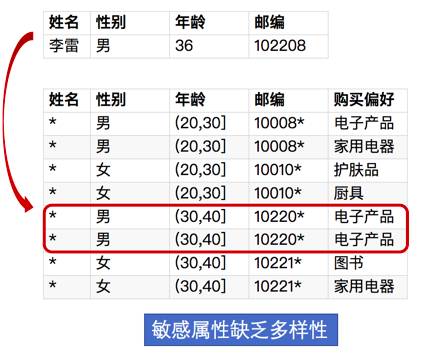 姓名 性别 年龄 邮编
李雷 男 36 102208
姓名 性别 年龄 邮编 购买偏好
* 男 (20,30] 10008* 电子产品
* 男 (20,30] 10008* 家用电器
* 女 (20,30] 10010* 护肤品
* 女 (20,30] 10010* 厨具
* 男 (30,40] 10220* 电子产品
* 男 (30,40] 10220* 电子产品
* 女 (30,40] 10221* 图书
* 女 (30,40] 10221* 家用电器
敏感属性缺乏多样性